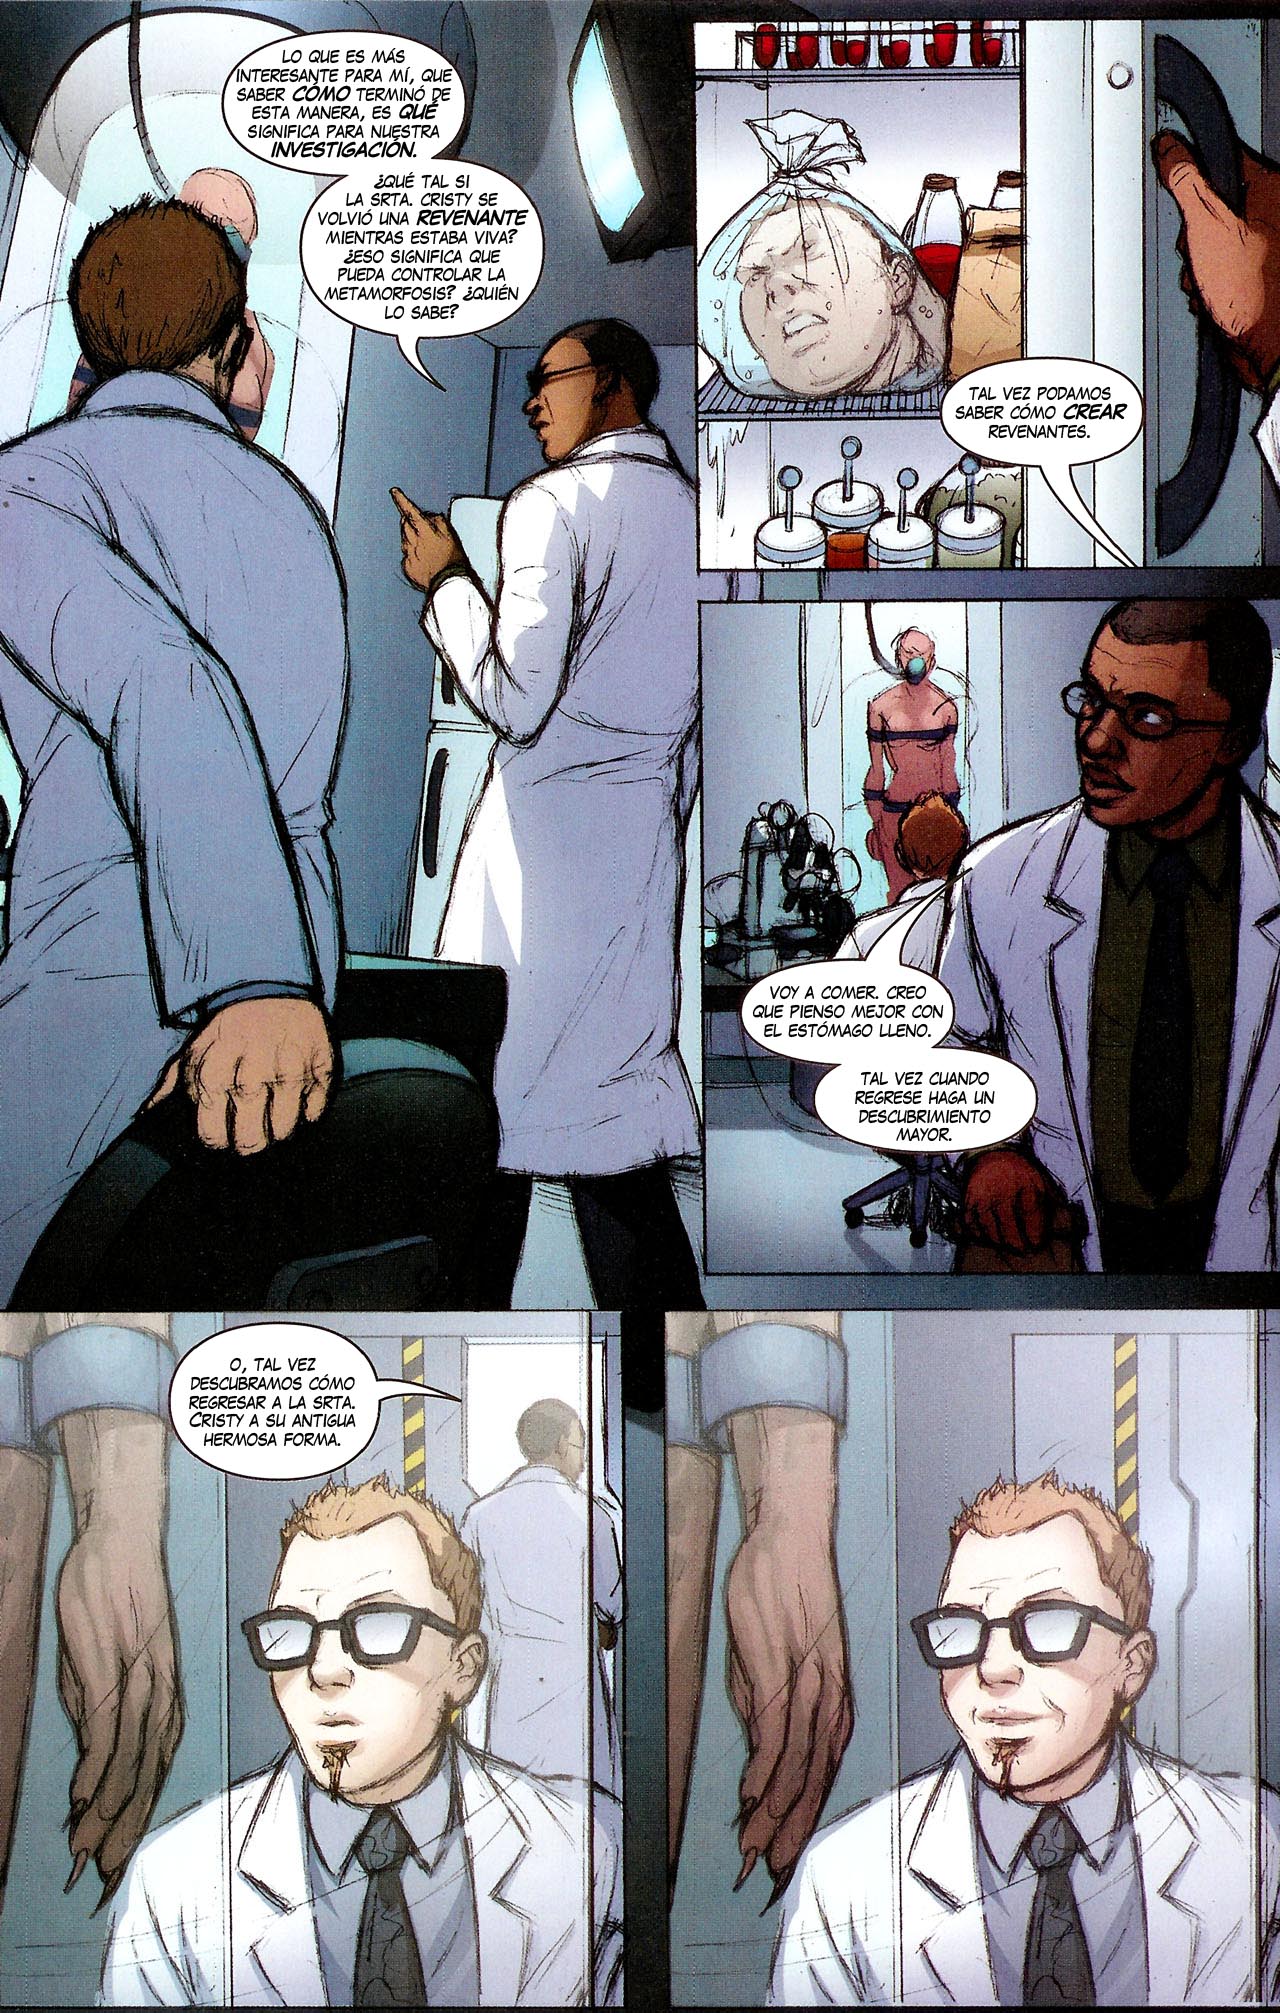 LO QUE ES MÁS
INTERESANTE PARA MÍ, QUE
SABER CÓMO TERMINÓ DE
ESTA MANERA, ES QUÉ
SIGNIFICA PARA NUESTRA
INVESTIGACIÓN.
¿QUÉ TAL SI
LA SRTA. CRISTY SE
VOLVIÓ UNA REVENANTE
MIENTRAS ESTABA VIVA?
¿ESO SIGNIFICA QUE
PUEDA CONTROLAR LA
METAMORFOSIS? ¿QUIÉN
LO SABE?
TAL VEZ PODAMOS
SABER CÓMO CREAR
REVENANTES.
VOY A COMER. CREO
QUE PIENSO MEJOR CON
EL ESTÓMAGO LLENO.
TAL VEZ CUANDO
REGRESE HAGA UN
DESCUBRIMIENTO
MAYOR.
O, TAL VEZ
DESCUBRAMOS CÓMO
REGRESAR A LA SRTA.
CRISTY A SU ANTIGUA
HERMOSA FORMA.